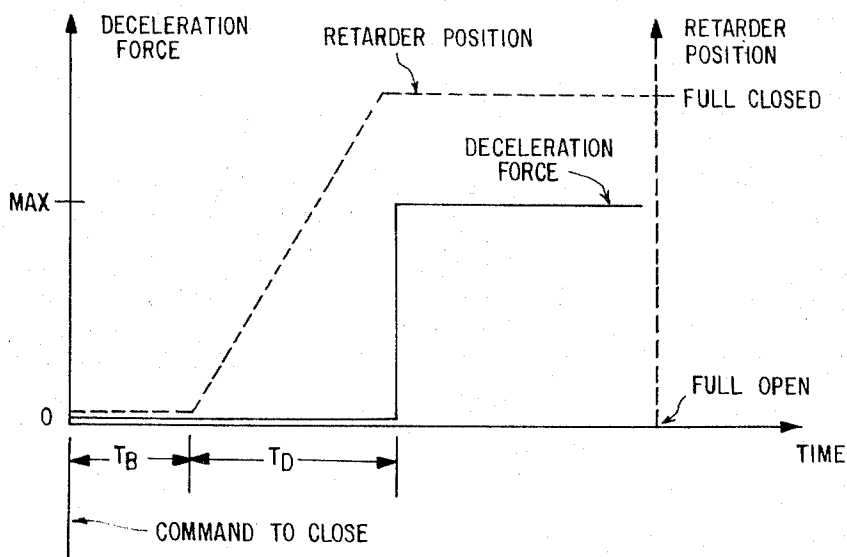 DECELERATION
FORCE
RETARDER POSITION
RETARDER
POSITION
FULL CLOSED
DECELERATION
FORCE
MAX
FULL OPEN
0
TIME
TB
TD
COMMAND TO CLOSE